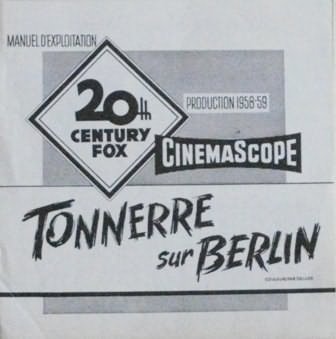 MANUEL D'EXPLOITATION
20th
CENTURY
FOX
PRODUCTION 1958-59
CINEMASCOPE
TONNERRE
sur BERLIN